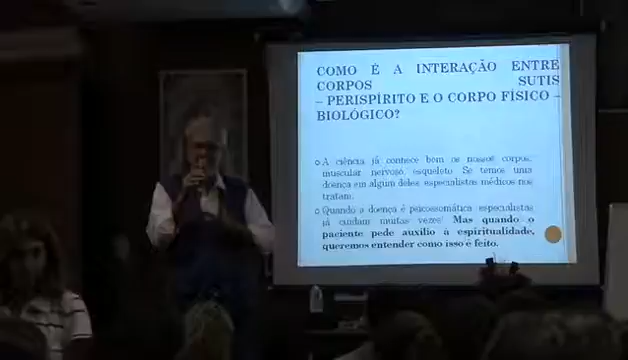 COMO É A INTERAÇÃO ENTRE
CORPOS SUTIS
– PERISPÍRITO E O CORPO FÍSICO –
BIOLÓGICO?
A ciência já conhece bem os nossos corpos,
muscular nervoso, esqueleto. Se temos uma
doença em algum deles especialistas médicos nos
tratam.
Quando a doença é psicossomática especialistas
já cuidam muitas vezes. Mas quando o
paciente pede auxílio à espiritualidade,
queremos entender como isso é feito.